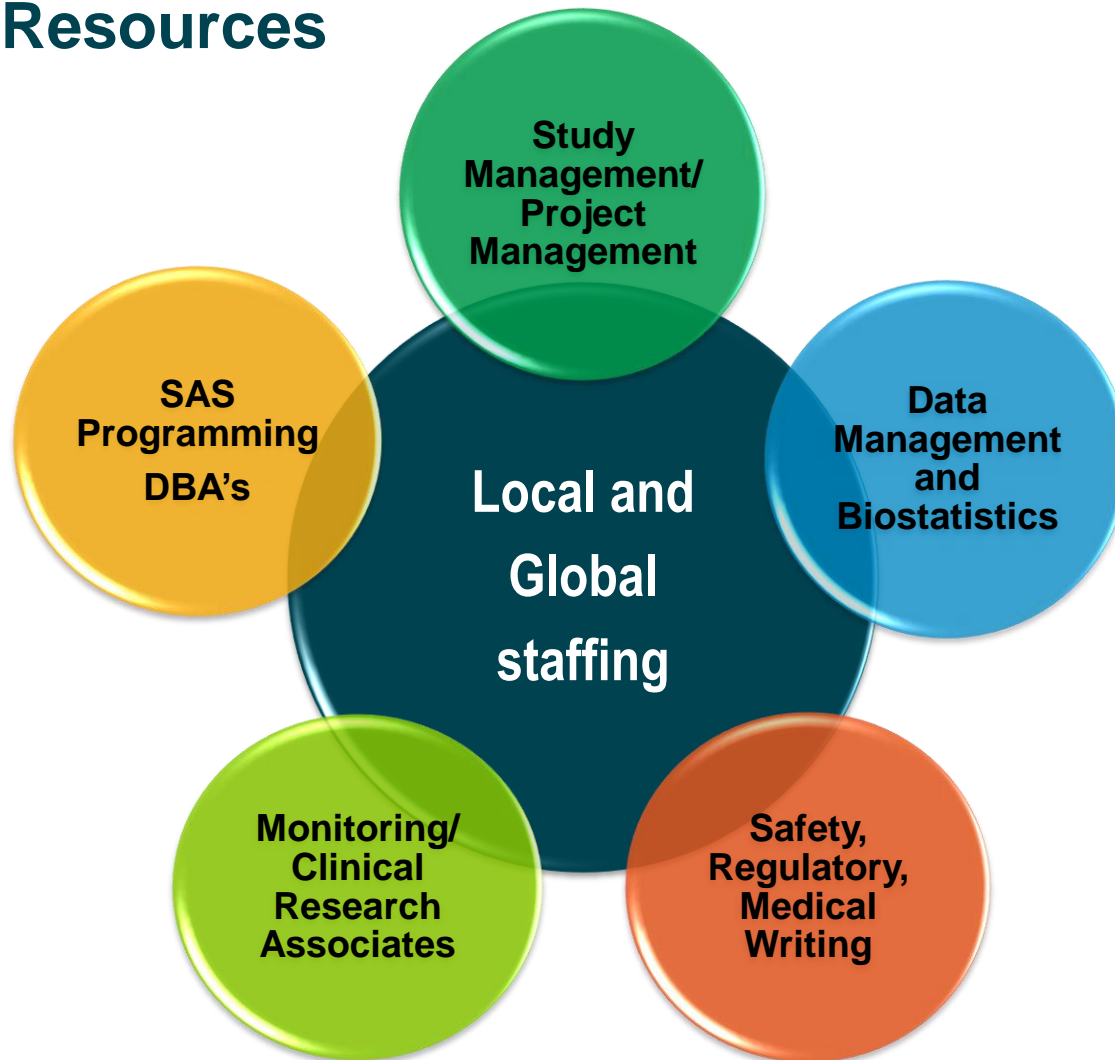 Resources
Study
Management/
Project
Management
SAS
Programming
DBA’s
Data
Management
and
Biostatistics
Local and
Global
staffing
Monitoring/
Clinical
Research
Associates
Safety,
Regulatory,
Medical
Writing